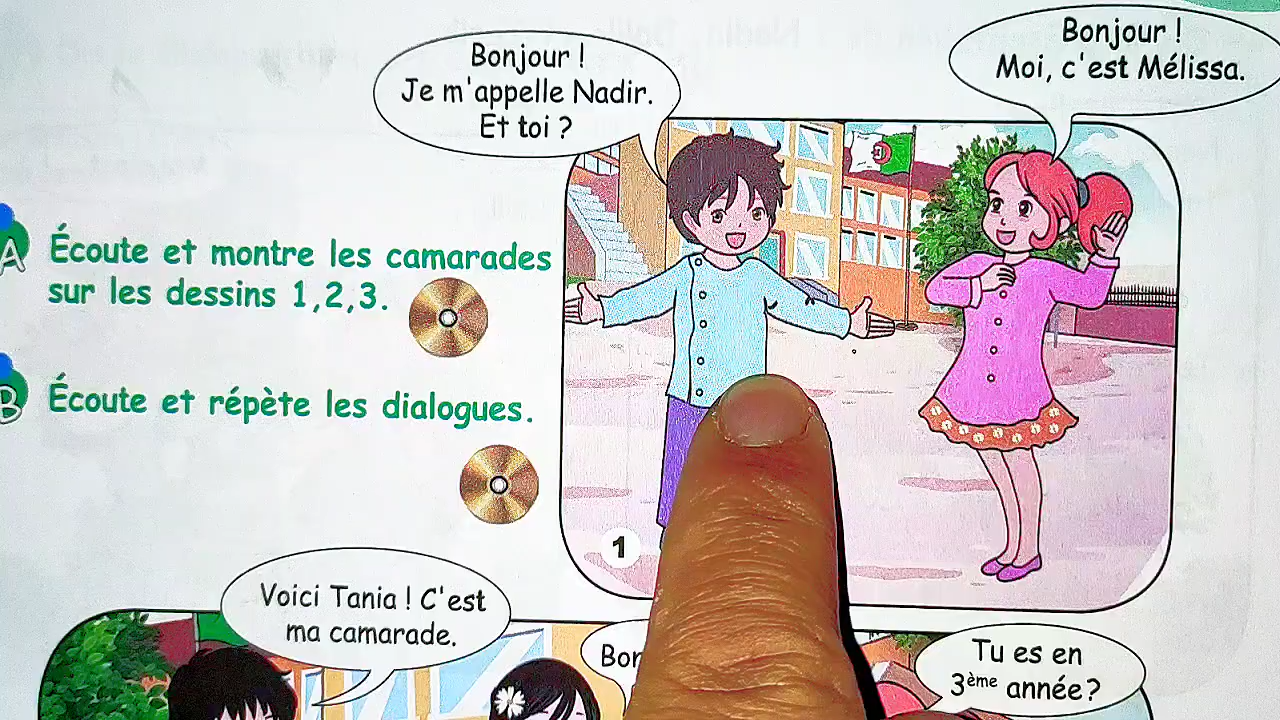 Bonjour !
Je m'appelle Nadir.
Et toi ?
Bonjour !
Moi, c'est Mélissa.
A
Écoute et montre les camarades
sur les dessins 1,2,3.
B
Écoute et répète les dialogues.
1
Voici Tania ! C'est
ma camarade.
Tu es en
3ème année?